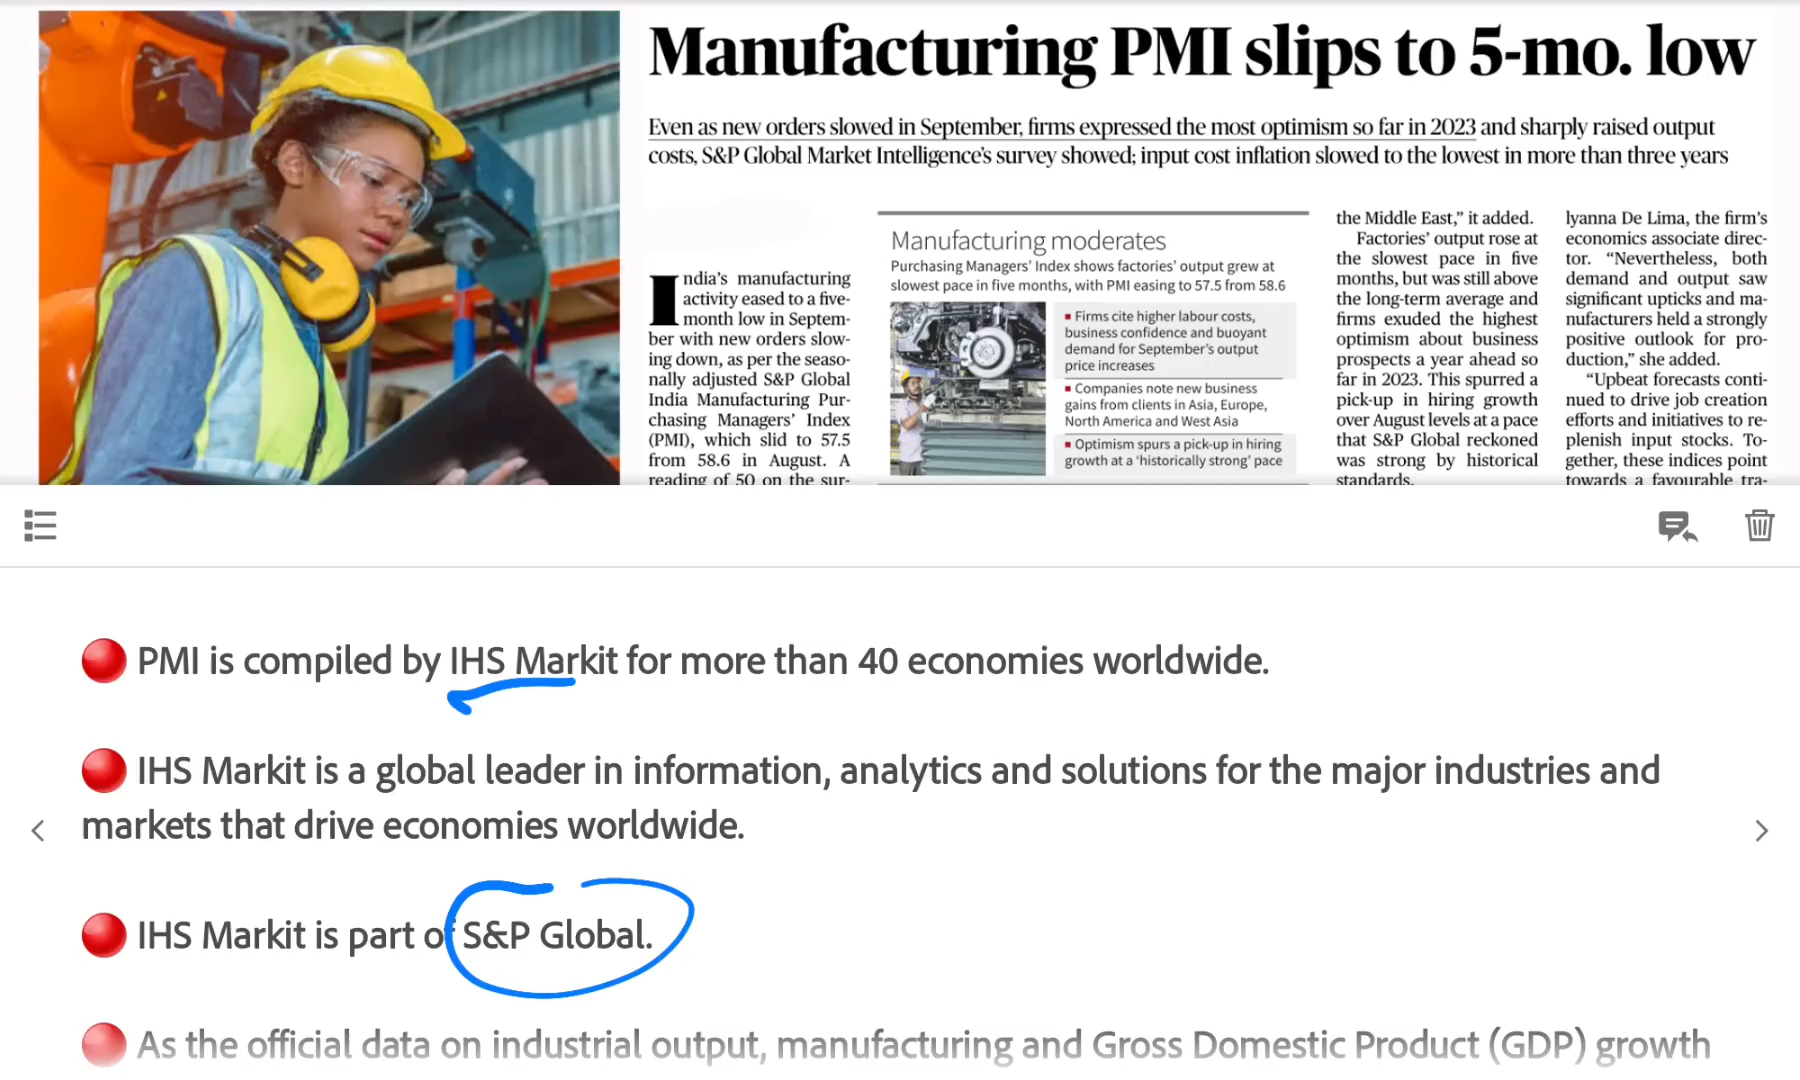 Manufacturing PMI slips to 5-mo. low
Even as new orders slowed in September, firms expressed the most optimism so far in 2023 and sharply raised output
costs, S&P Global Market Intelligence's survey showed; input cost inflation slowed to the lowest in more than three years
India's manufacturing
activity eased to a five-
month low in Septem-
ber with new orders slow-
ing down, as per the seaso-
nally adjusted S&P Global
India Manufacturing Pur-
chasing Managers' Index
(PMI), which slid to 57.5
from 58.6 in August. A
reading of 50 on the sur-
Manufacturing moderates
Purchasing Managers' Index shows factories' output grew at
slowest pace in five months, with PMI easing to 57.5 from 58.6
▪ Firms cite higher labour costs,
business confidence and buoyant
demand for September's output
price increases
▪ Companies note new business
gains from clients in Asia, Europe,
North America and West Asia
▪ Optimism spurs a pick-up in hiring
growth at a 'historically strong' pace
the Middle East," it added.
Factories' output rose at
the slowest pace in five
months, but was still above
the long-term average and
firms exuded the highest
optimism about business
prospects a year ahead so
far in 2023. This spurred a
pick-up in hiring growth
over August levels at a pace
that S&P Global reckoned
was strong by historical
standards.
lyanna De Lima, the firm's
economics associate direc-
tor. "Nevertheless, both
demand and output saw
significant upticks and ma-
nufacturers held a strongly
positive outlook for pro-
duction," she added.
"Upbeat forecasts conti-
nued to drive job creation
efforts and initiatives to re-
plenish input stocks. To-
gether, these indices point
towards a favourable tra-
PMI is compiled by IHS Markit for more than 40 economies worldwide.
IHS Markit is a global leader in information, analytics and solutions for the major industries and
markets that drive economies worldwide.
IHS Markit is part of S&P Global.
As the official data on industrial output, manufacturing and Gross Domestic Product (GDP) growth